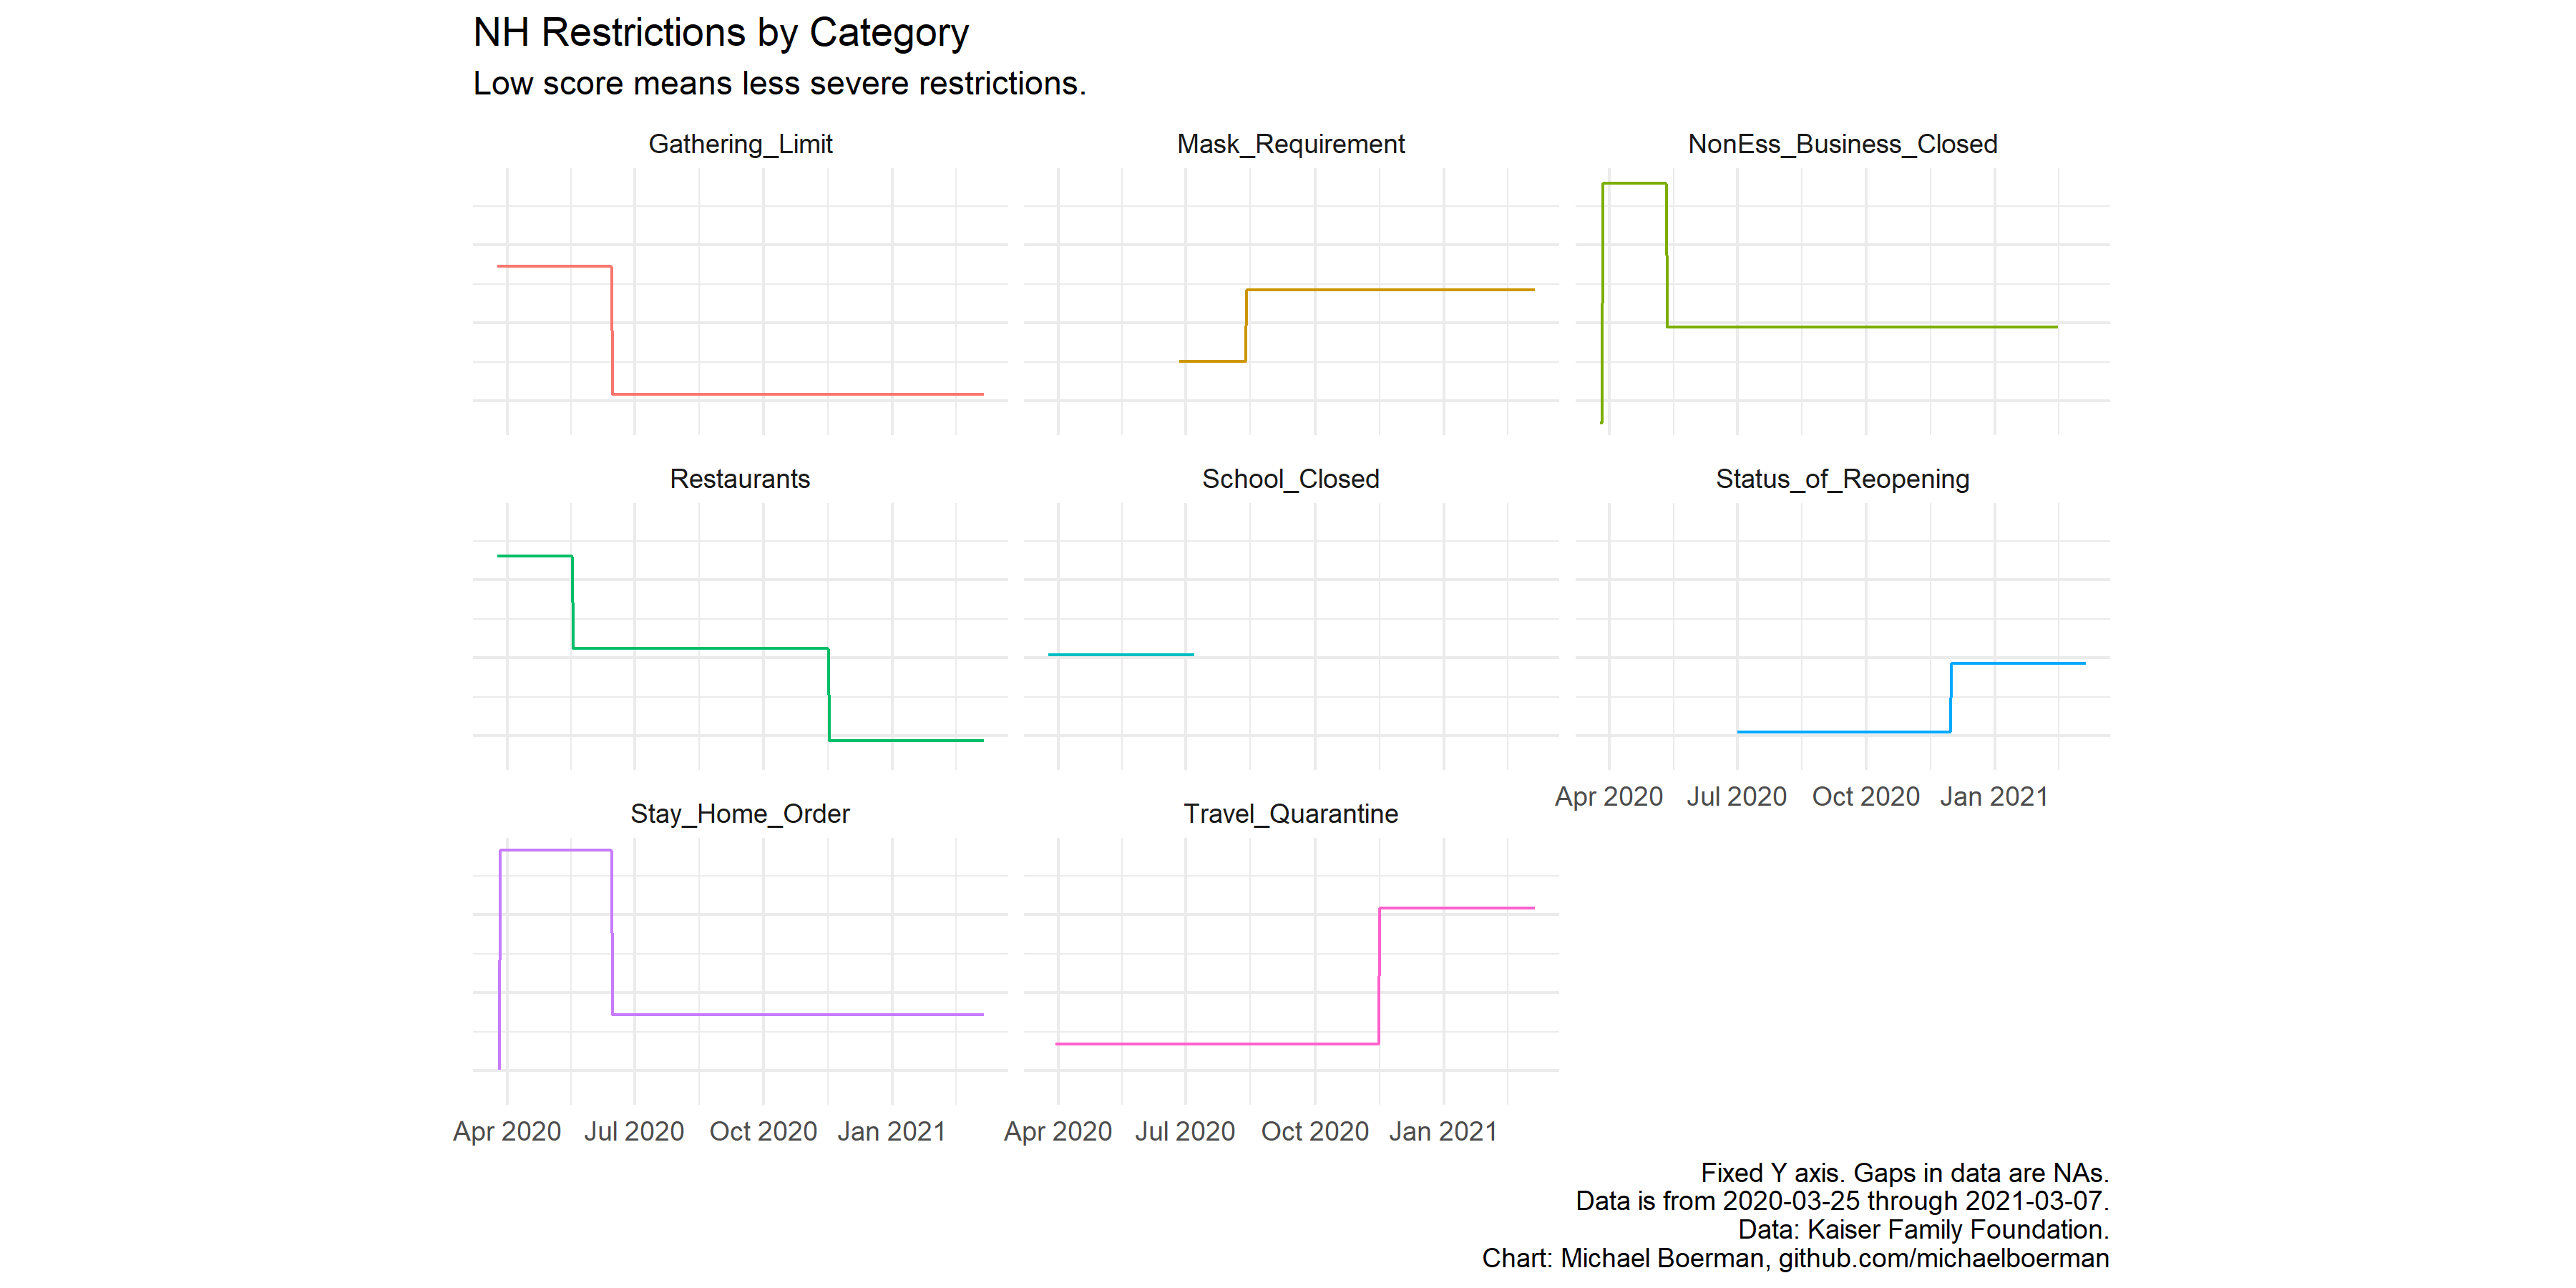 NH Restrictions by Category
Low score means less severe restrictions.
Gathering_Limit
Mask_Requirement
NonEss_Business_Closed
Restaurants
School_Closed
Status_of_Reopening
Apr 2020 Jul 2020 Oct 2020 Jan 2021
Stay_Home_Order
Travel_Quarantine
Apr 2020 Jul 2020 Oct 2020 Jan 2021
Apr 2020 Jul 2020 Oct 2020 Jan 2021
Fixed Y axis. Gaps in data are NAs.
Data is from 2020-03-25 through 2021-03-07.
Data: Kaiser Family Foundation.
Chart: Michael Boerman, github.com/michaelboerman